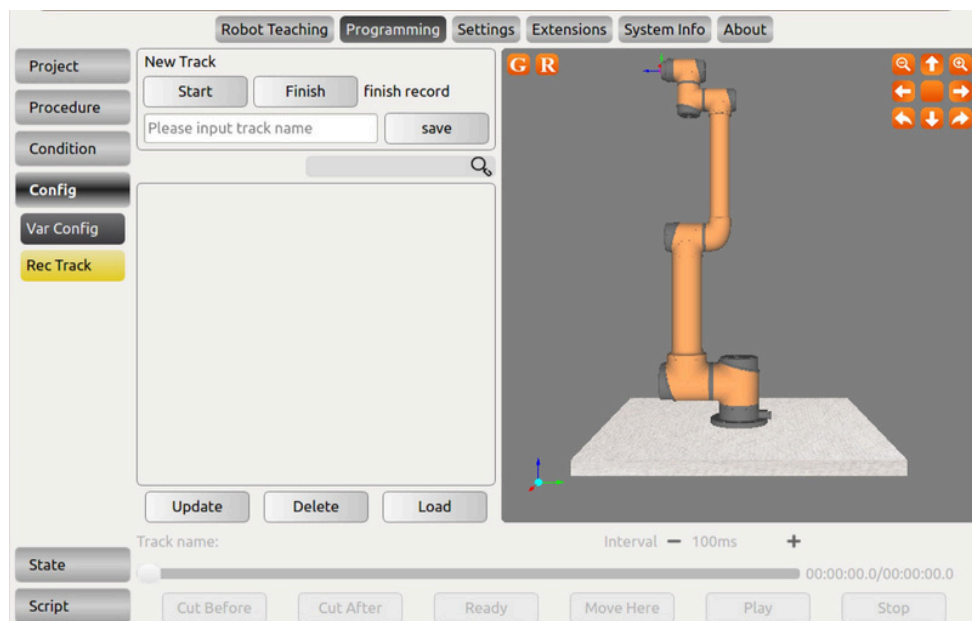 Robot Teaching Programming Settings Extensions System Info About
Project
Procedure
Condition
Config
Var Config
Rec Track
State
Script
New Track
Start Finish finish record
Please input track name save
Update Delete Load
G R
Track name: Interval 100ms
00:00:00.0/00:00:00.0
Cut Before Cut After Ready Move Here Play Stop